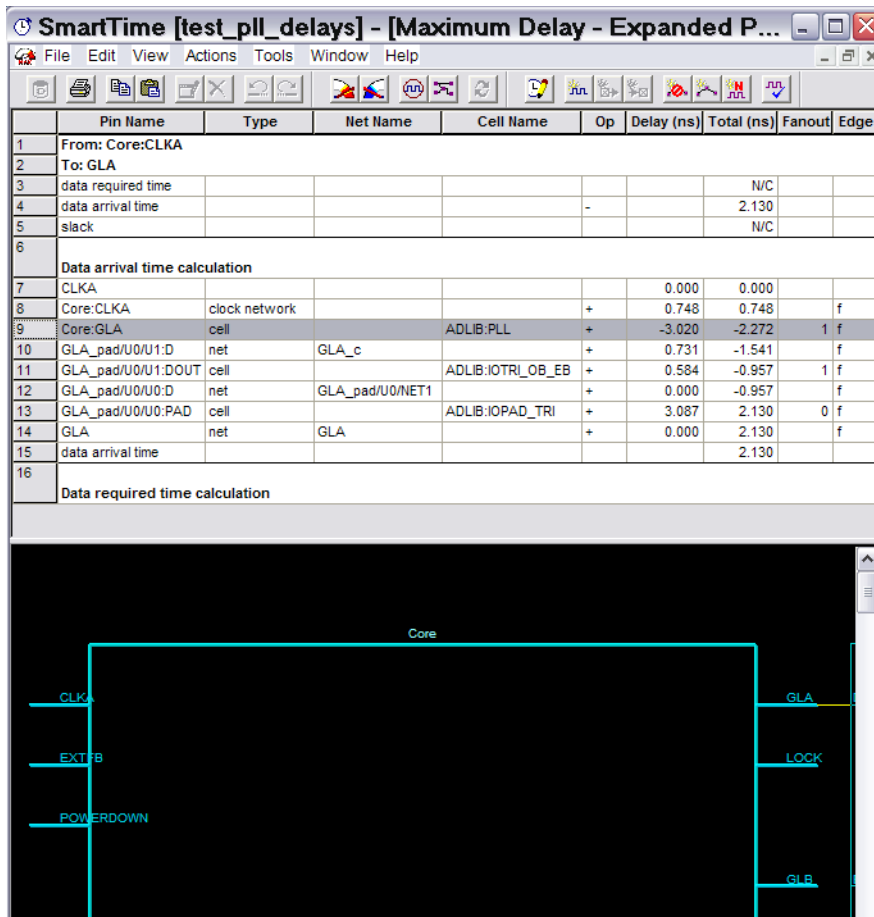 SmartTime [test_pll_delays] - [Maximum Delay - Expanded P...
File Edit View Actions Tools Window Help
Pin Name Type Net Name Cell Name Op Delay (ns) Total (ns) Fanout Edge
1 From: Core:CLKA
2 To: GLA
3 data required time N/C
4 data arrival time - 2.130
5 slack N/C
6
Data arrival time calculation
7 CLKA 0.000 0.000
8 Core:CLKA clock network + 0.748 0.748 f
9 Core:GLA cell ADLIB:PLL + -3.020 -2.272 1 f
10 GLA_pad/U0/U1:D net GLA_c + 0.731 -1.541 f
11 GLA_pad/U0/U1:DOUT cell ADLIB:IOTRI_OB_EB + 0.584 -0.957 1 f
12 GLA_pad/U0/U0:D net GLA_pad/U0/NET1 + 0.000 -0.957 f
13 GLA_pad/U0/U0:PAD cell ADLIB:IOPAD_TRI + 3.087 2.130 0 f
14 GLA net GLA + 0.000 2.130 f
15 data arrival time 2.130
16
Data required time calculation
Core
CLKA GLA
EXTFB LOCK
POWERDOWN
GLB